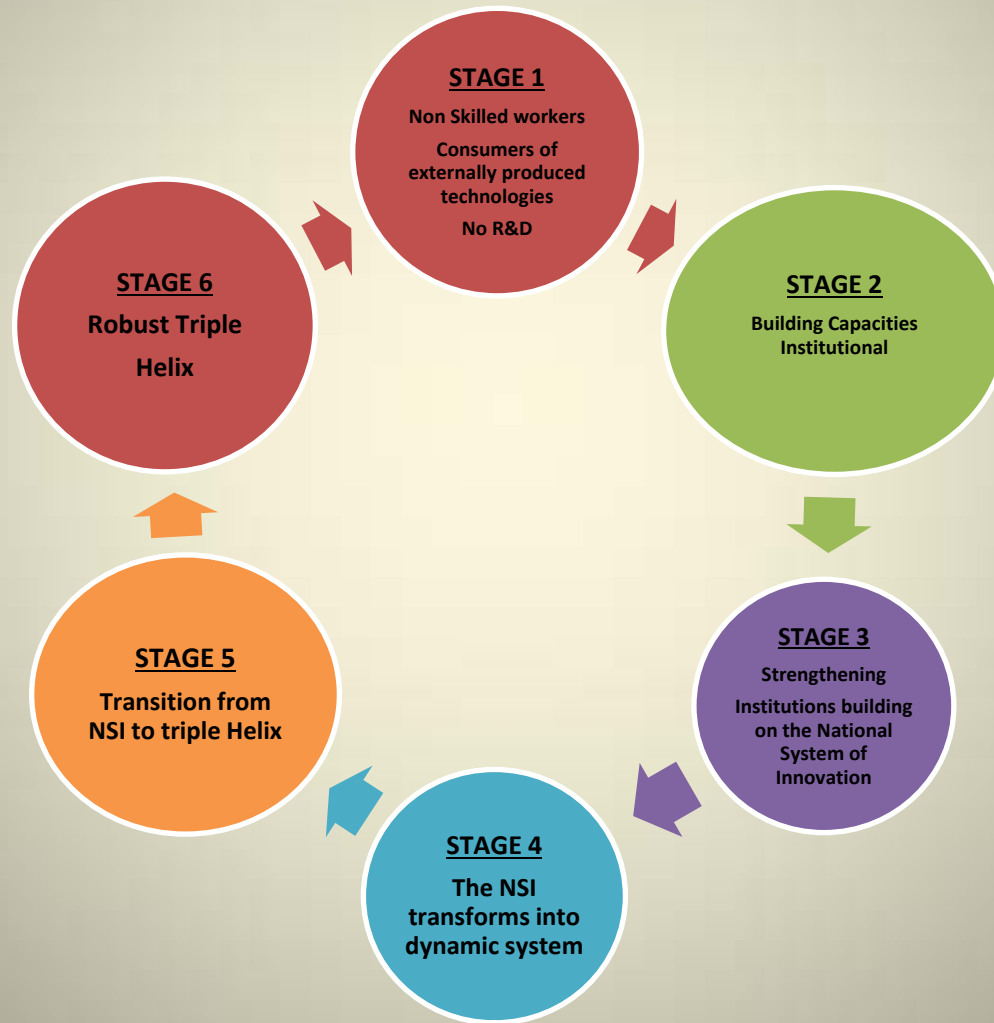 STAGE 1
Non Skilled workers
Consumers of
externally produced
technologies
No R&D
STAGE 2
Building Capacities
Institutional
STAGE 3
Strengthening
Institutions building
on the National
System of
Innovation
STAGE 4
The NSI
transforms into
dynamic system
STAGE 5
Transition from
NSI to triple Helix
STAGE 6
Robust Triple
Helix